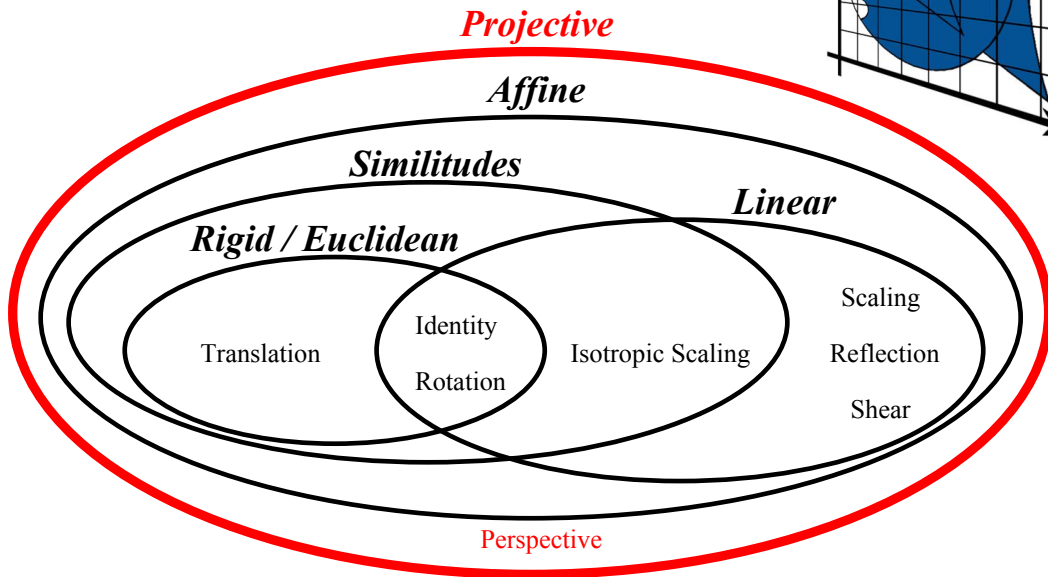 Projective
Affine
Similitudes
Linear
Rigid / Euclidean
Scaling
Identity
Translation
Isotropic Scaling
Reflection
Rotation
Shear
Perspective